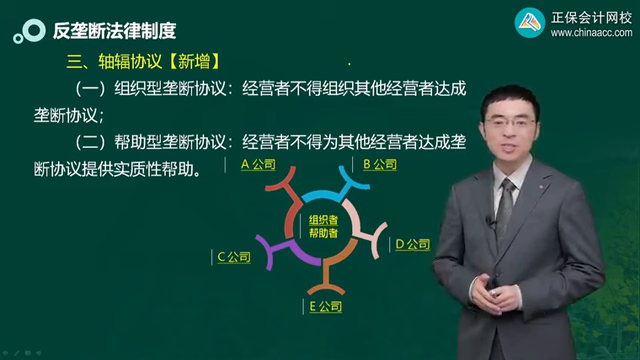 反垄断法律制度
正保会计网校
www.chinaacc.com
三、轴辐协议【新增】
（一）组织型垄断协议：经营者不得组织其他经营者达成
垄断协议；
（二）帮助型垄断协议：经营者不得为其他经营者达成垄
断协议提供实质性帮助。
A 公司
B 公司
组织者
帮助者
C 公司
D 公司
E 公司